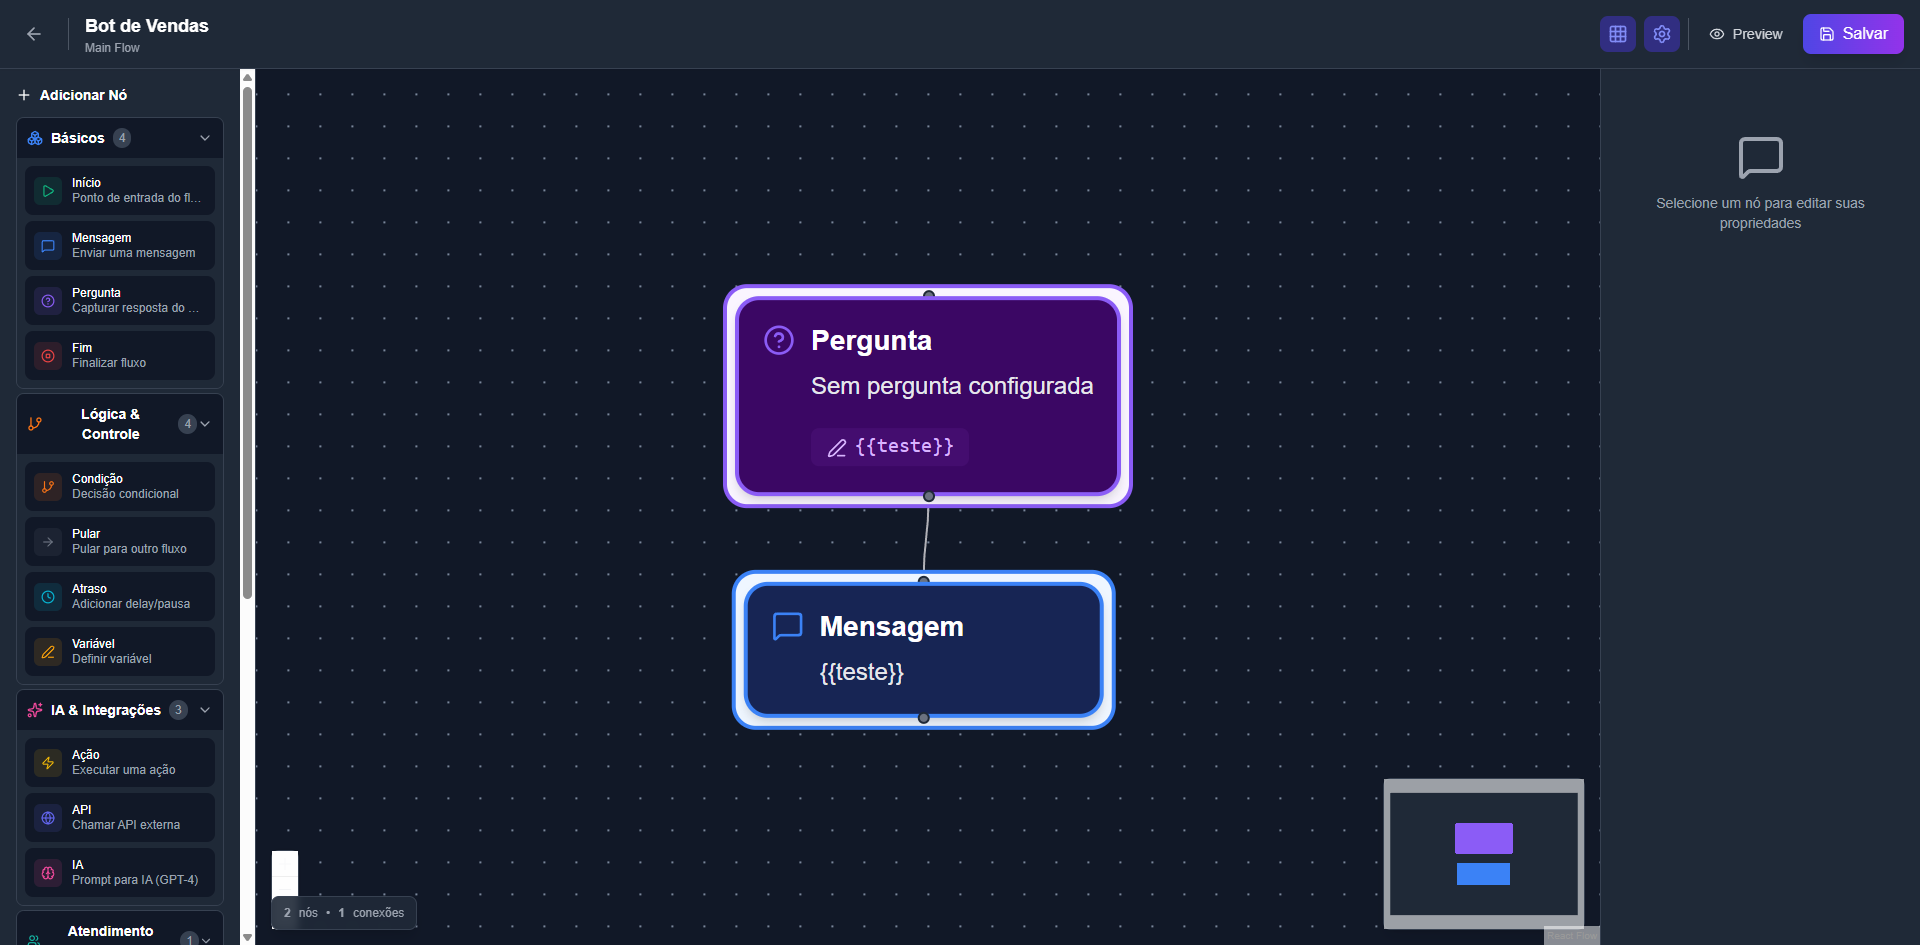 Bot de Vendas
Main Flow
Preview
Salvar
Adicionar Nó
Básicos 4
Início
Ponto de entrada do fl...
Mensagem
Enviar uma mensagem
Pergunta
Capturar resposta do ...
Fim
Finalizar fluxo
Lógica &
Controle
4
Condição
Decisão condicional
Pular
Pular para outro fluxo
Atraso
Adicionar delay/pausa
Variável
Definir variável
IA & Integrações 3
Ação
Executar uma ação
API
Chamar API externa
IA
Prompt para IA (GPT-4)
Atendimento
1
Pergunta
Sem pergunta configurada
{{teste}}
Mensagem
{{teste}}
2 nós • 1 conexões
Selecione um nó para editar suas
propriedades
React Flow